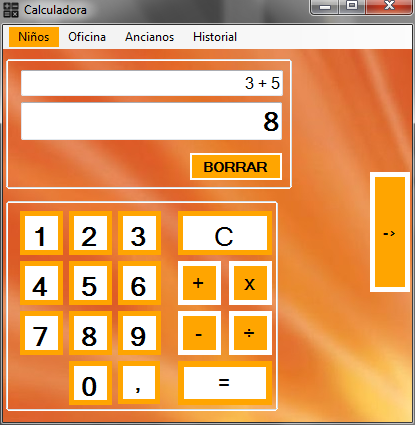 Calculadora
Niños Oficina Ancianos Historial
3 + 5
8
BORRAR
1 2 3 C
4 5 6 + x
7 8 9 - ÷
0 , =
->